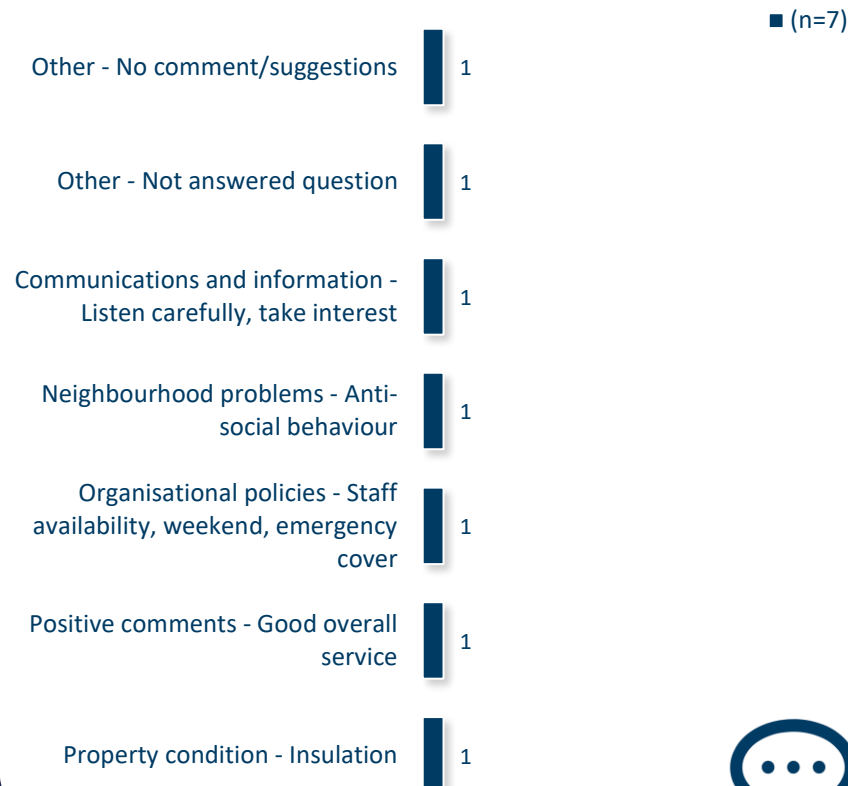 (n=7)
Other - No comment/suggestions 1
Other - Not answered question 1
Communications and information -
Listen carefully, take interest 1
Neighbourhood problems - Anti-
social behaviour 1
Organisational policies - Staff
availability, weekend, emergency 1
cover
Positive comments - Good overall
service 1
Property condition - Insulation 1